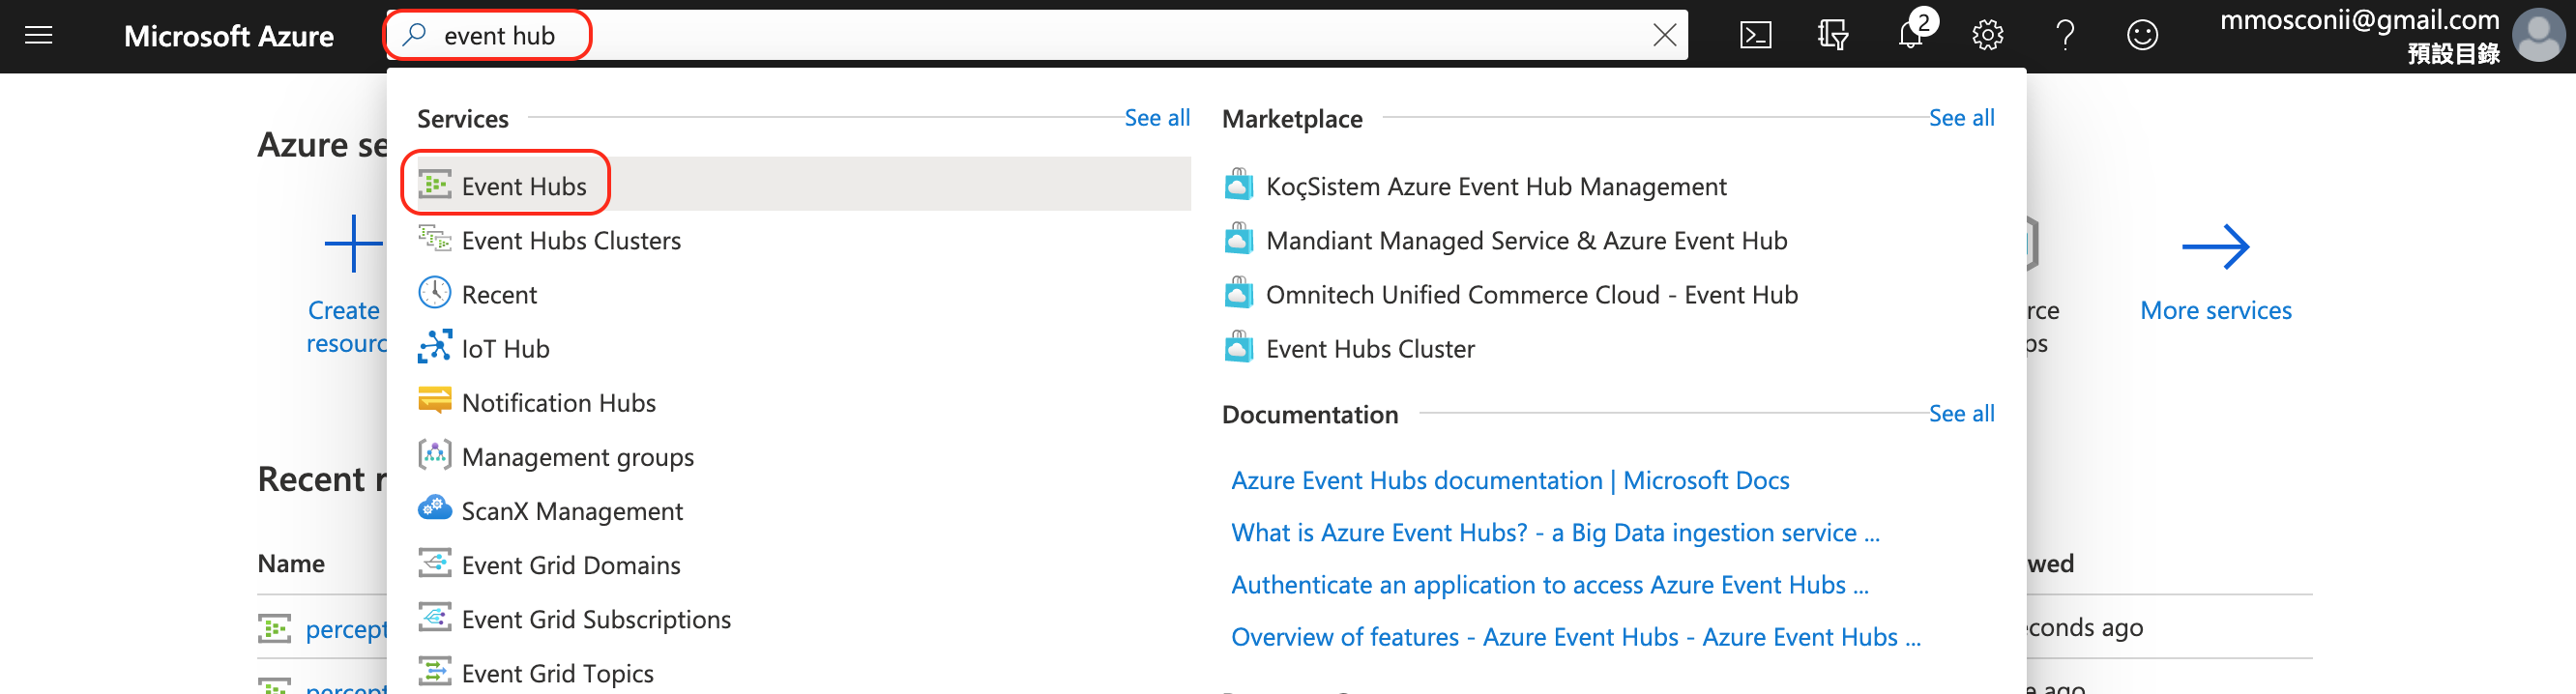 Microsoft Azure
event hub
2
mmosconii@gmail.com
預設目錄
Azure se
Create
resourc
Recent r
Name
percept
percept
Services
See all
Event Hubs
Event Hubs Clusters
Recent
IoT Hub
Notification Hubs
Management groups
ScanX Management
Event Grid Domains
Event Grid Subscriptions
Event Grid Topics
Marketplace
See all
KoçSistem Azure Event Hub Management
Mandiant Managed Service & Azure Event Hub
Omnitech Unified Commerce Cloud - Event Hub
Event Hubs Cluster
Documentation
See all
Azure Event Hubs documentation | Microsoft Docs
What is Azure Event Hubs? - a Big Data ingestion service ...
Authenticate an application to access Azure Event Hubs ...
Overview of features - Azure Event Hubs - Azure Event Hubs ...
rce
ps
More services
wed
econds ago
e ago